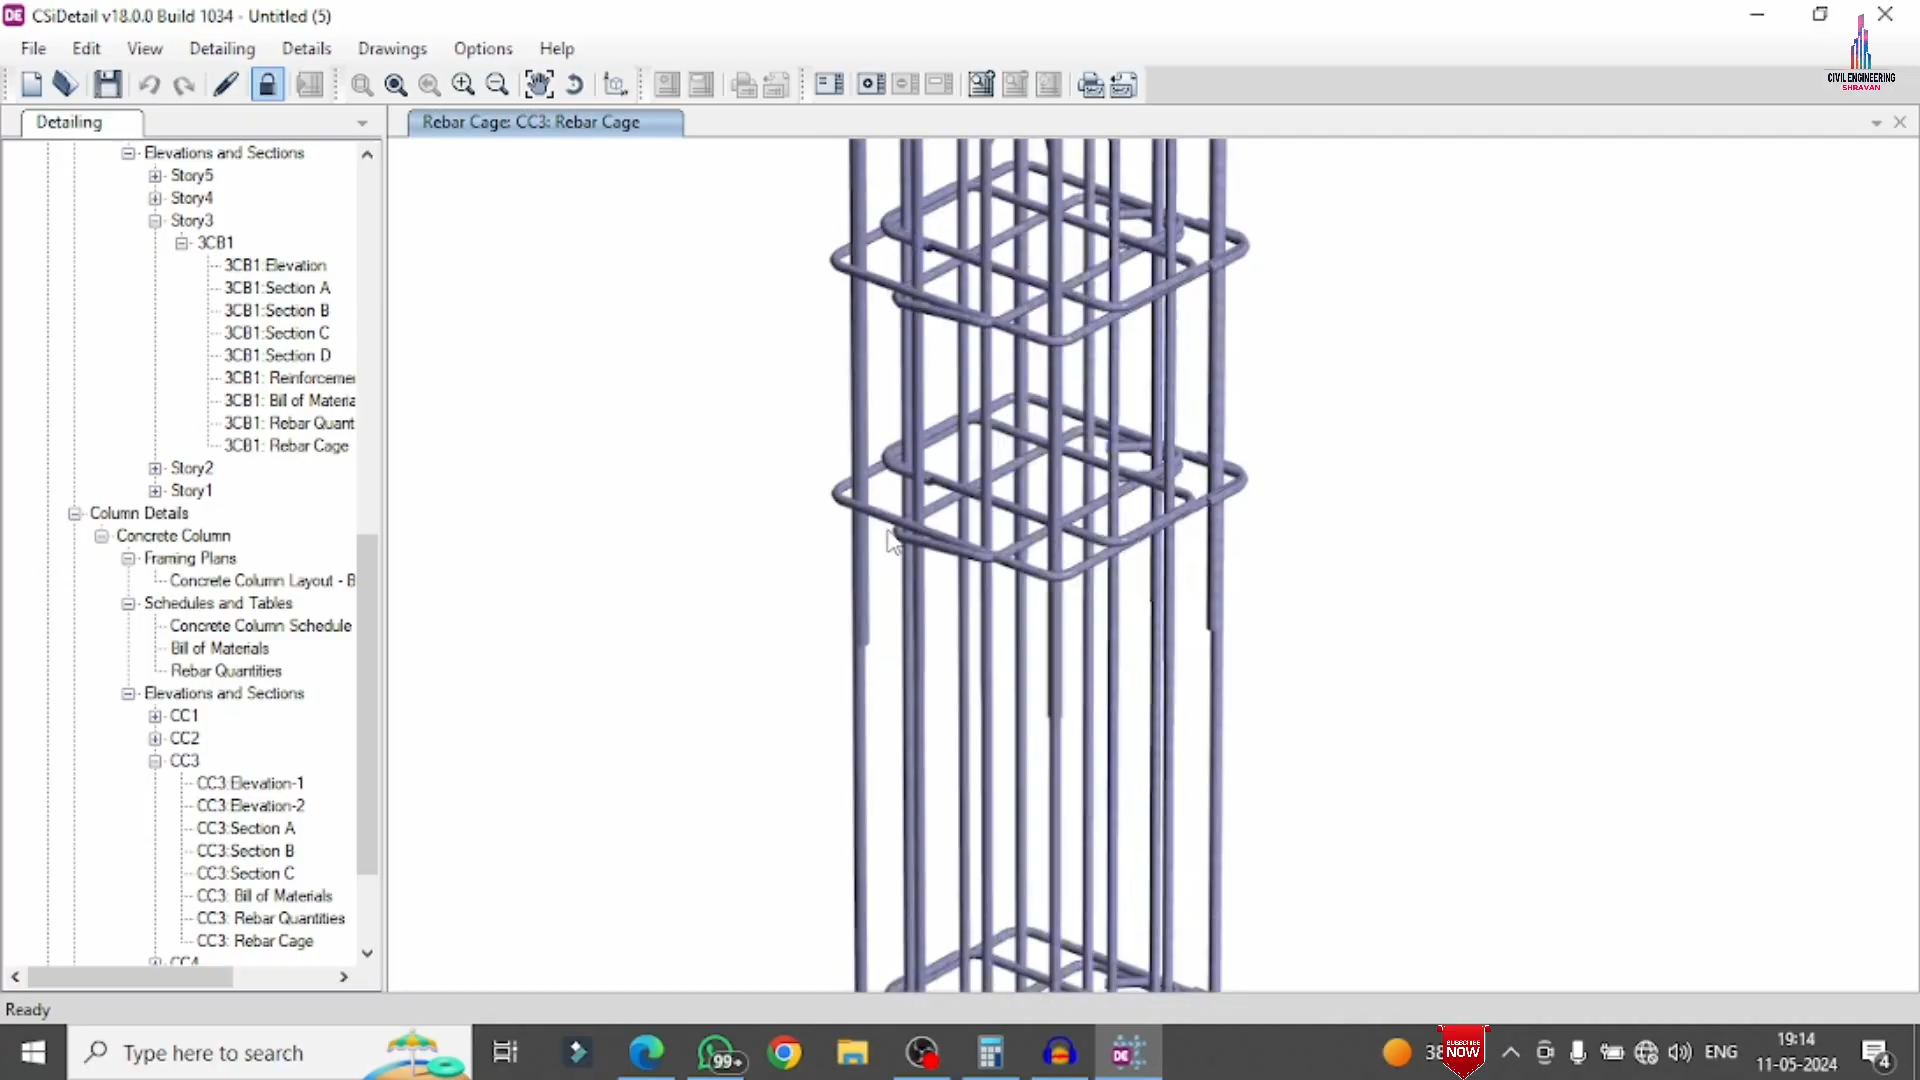 CSiDetail v18.0.0 Build 1034 - Untitled (5)
File Edit View Detailing Details Drawings Options Help
CIVIL ENGINEERING
SHRAVAN
Detailing
Rebar Cage: CC3: Rebar Cage
Elevations and Sections
Story5
Story4
Story3
3CB1
3CB1:Elevation
3CB1:Section A
3CB1:Section B
3CB1:Section C
3CB1:Section D
3CB1: Reinforcemer
3CB1: Bill of Materia
3CB1: Rebar Quant
3CB1: Rebar Cage
Story2
Story1
Column Details
Concrete Column
Framing Plans
Concrete Column Layout - B
Schedules and Tables
Concrete Column Schedule
Bill of Materials
Rebar Quantities
Elevations and Sections
CC1
CC2
CC3
CC3:Elevation-1
CC3:Elevation-2
CC3:Section A
CC3:Section B
CC3:Section C
CC3: Bill of Materials
CC3: Rebar Quantities
CC3: Rebar Cage
CC4
Ready
Type here to search
99+
DE
38
SUBSCRIBE
NOW
ENG
19:14
11-05-2024
4